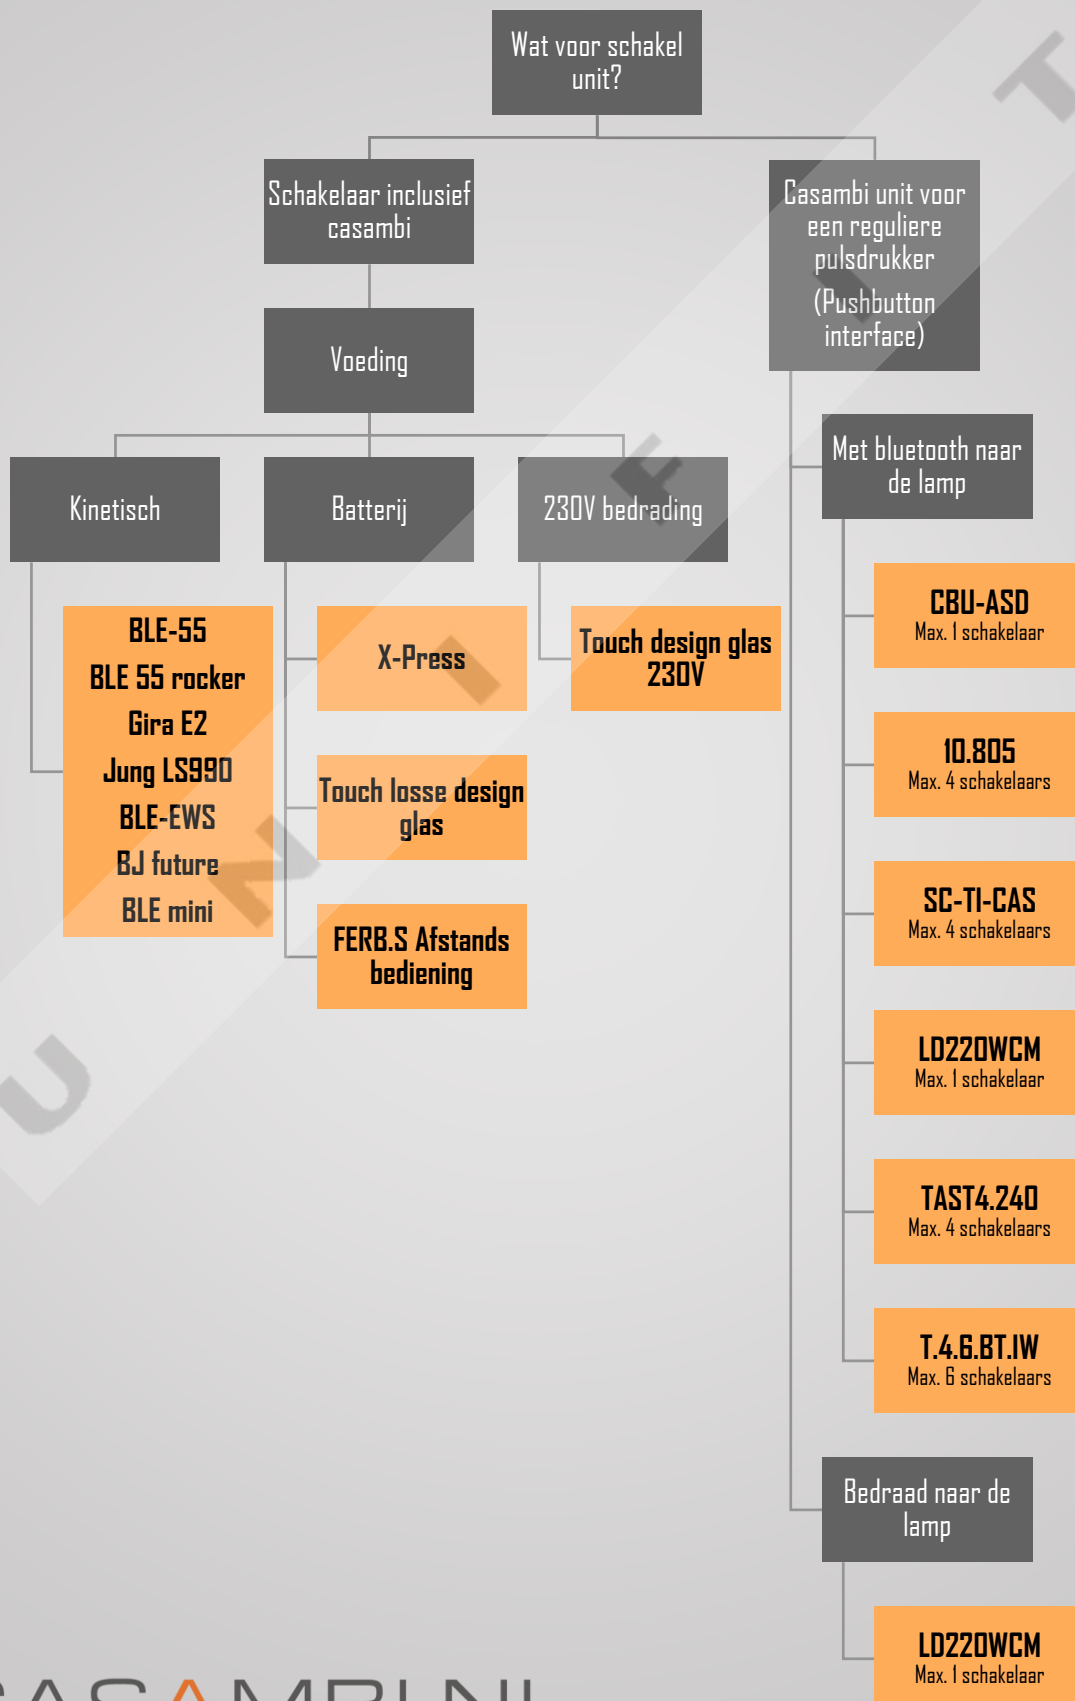 Wat voor schakel
unit?
Schakelaar inclusief
casambi
Voeding
Kinetisch
BLE-55
BLE 55 rocker
Gira E2
Jung LS990
BLE-EWS
BJ future
BLE mini
Batterij
X-Press
Touch losse design
glas
FERB.S Afstands
bediening
230V bedrading
Touch design glas
230V
Casambi unit voor
een reguliere
pulsdrukker
(Pushbutton
interface)
Met bluetooth naar
de lamp
CBU-ASD
Max. 1 schakelaar
10.805
Max. 4 schakelaars
SC-TI-CAS
Max. 4 schakelaars
LD220WCM
Max. 1 schakelaar
TAST4.240
Max. 4 schakelaars
T.4.6.BT.IW
Max. 6 schakelaars
Bedraad naar de
lamp
LD220WCM
Max. 1 schakelaar
UNIFIT
CASAMBI.NL